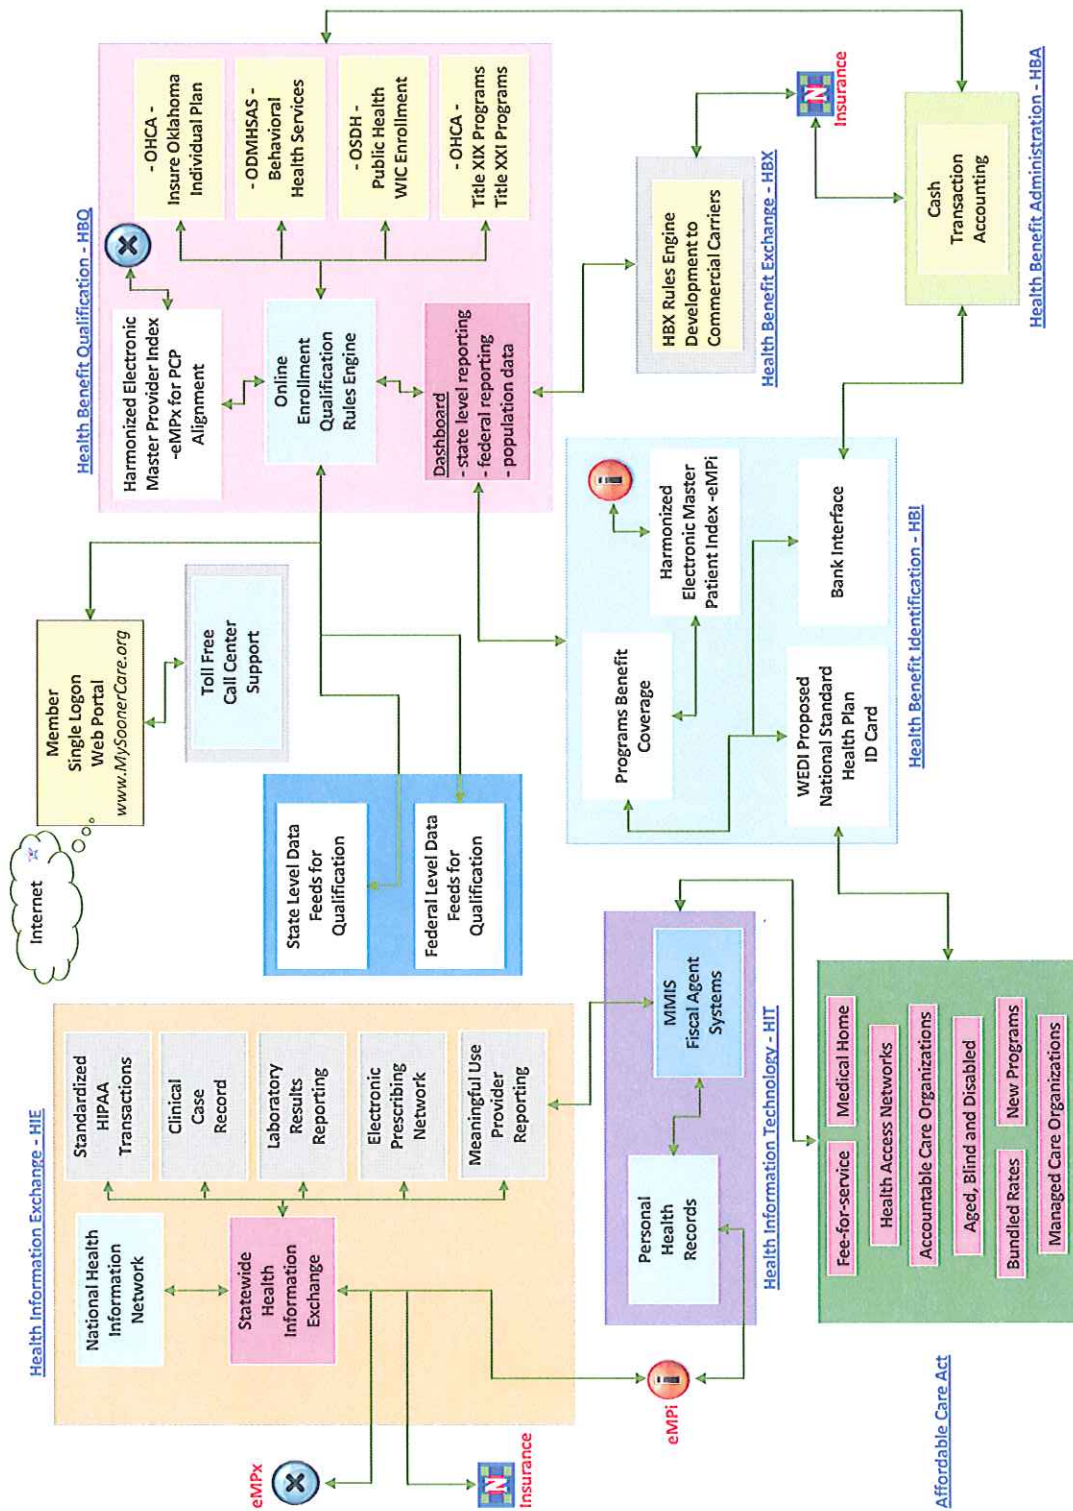 Health Information Exchange - HIE
National Health
Information
Network
Statewide
Health
Information
Exchange
Standardized
HIPAA
Transactions
Clinical
Case
Record
Laboratory
Results
Reporting
Electronic
Prescribing
Network
Meaningful Use
Provider
Reporting
eMPx
N
Insurance
eMPi
Internet
Member
Single Logon
Web Portal
www.MySoonerCare.org
Toll Free
Call Center
Support
State Level Data
Feeds for
Qualification
Federal Level Data
Feeds for
Qualification
Health Benefit Qualification - HBQ
Harmonized Electronic
Master Provider Index
-eMPx for PCP
Alignment
Online
Enrollment
Qualification
Rules Engine
Dashboard
- state level reporting
- federal reporting
- population data
- OHCA -
Insure Oklahoma
Individual Plan
- ODMHSAS -
Behavioral
Health Services
- OSDH -
Public Health
WIC Enrollment
- OHCA -
Title XIX Programs
Title XXI Programs
Personal
Health
Records
MMIS
Fiscal Agent
Systems
Health Information Technology - HIT
Programs Benefit
Coverage
Harmonized
Electronic Master
Patient Index -eMPi
WEDI Proposed
National Standard
Health Plan
ID Card
Bank Interface
Health Benefit Identification - HBI
HBX Rules Engine
Development to
Commercial Carriers
Health Benefit Exchange - HBX
N
Insurance
Cash
Transaction
Accounting
Health Benefit Administration - HBA
Affordable Care Act
Fee-for-service
Medical Home
Health Access Networks
Accountable Care Organizations
Aged, Blind and Disabled
Bundled Rates
New Programs
Managed Care Organizations